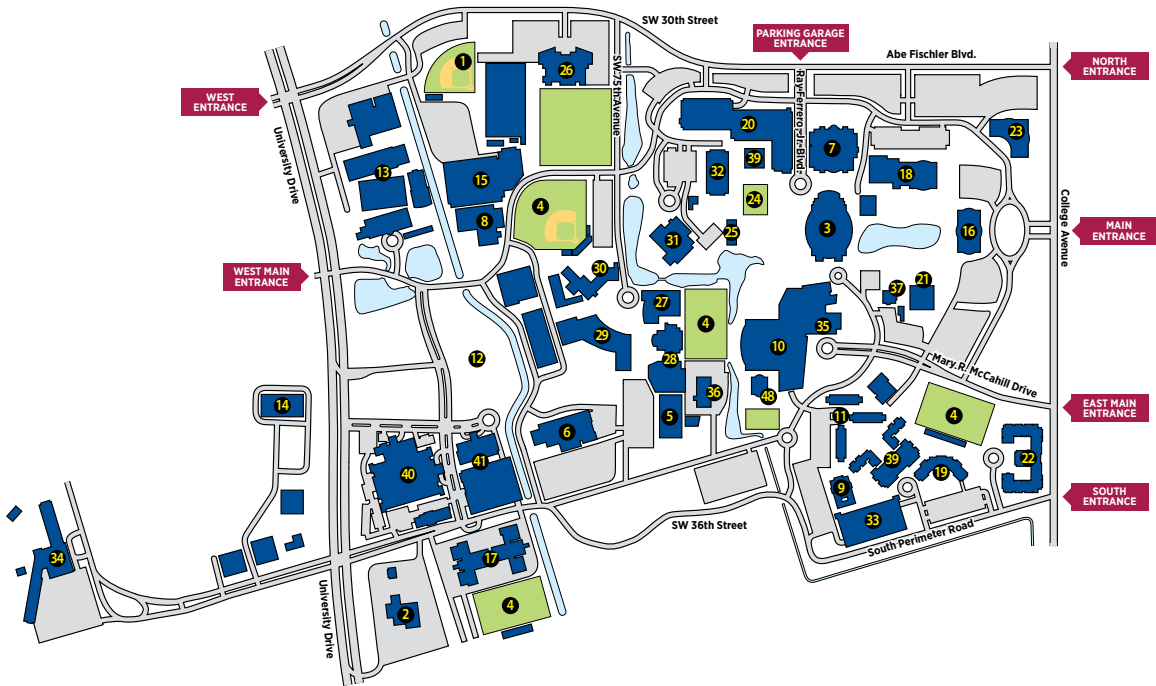 SW 30th Street
PARKING GARAGE
ENTRANCE
Abe Fischler Blvd.
NORTH
ENTRANCE
WEST
ENTRANCE
SW 75th Avenue
Ray Ferrero Jr. Blvd.
University Drive
1
26
20
7
23
13
15
39
32
18
24
8
4
25
3
31
16
College Avenue
MAIN
ENTRANCE
WEST MAIN
ENTRANCE
30
37
21
27
4
35
29
10
12
28
Mary R. McCahill Drive
36
48
14
5
11
4
EAST MAIN
ENTRANCE
6
41
40
39
19
22
9
SOUTH
ENTRANCE
33
SW 36th Street
South Perimeter Road
34
17
2
4
University Drive